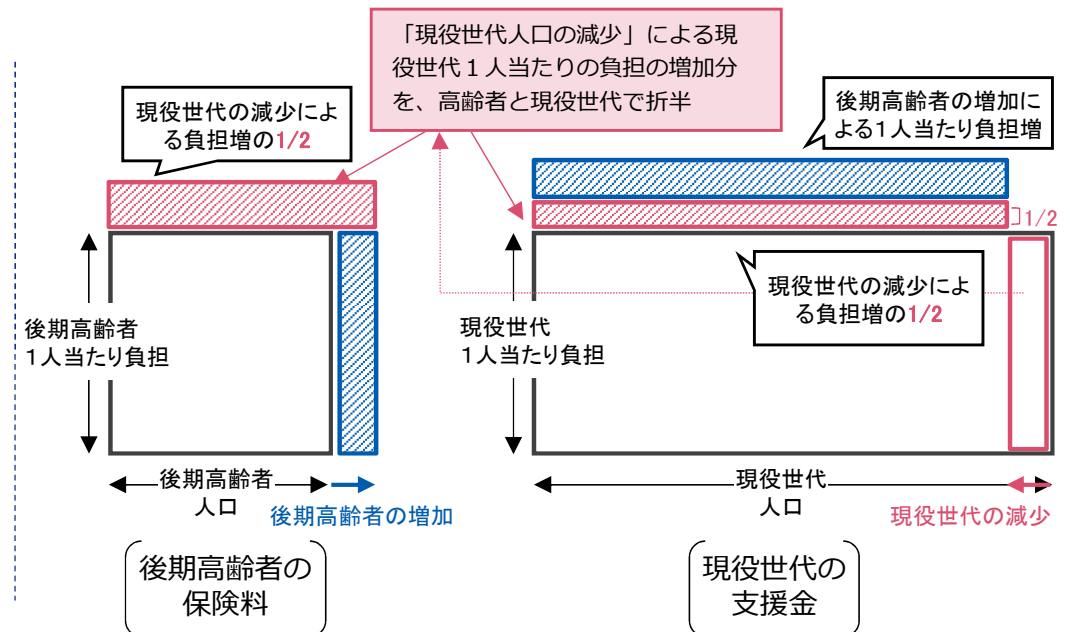 「現役世代人口の減少」による現
役世代１人当たりの負担の増加分
を、高齢者と現役世代で折半
現役世代の減少によ
る負担増の1/2
後期高齢者の増加に
よる１人当たり負担増
1/2
後期高齢者
１人当たり負担
現役世代
１人当たり負担
現役世代の減少によ
る負担増の1/2
後期高齢者
人口
後期高齢者の増加
現役世代
人口
現役世代の減少
後期高齢者の
保険料
現役世代の
支援金